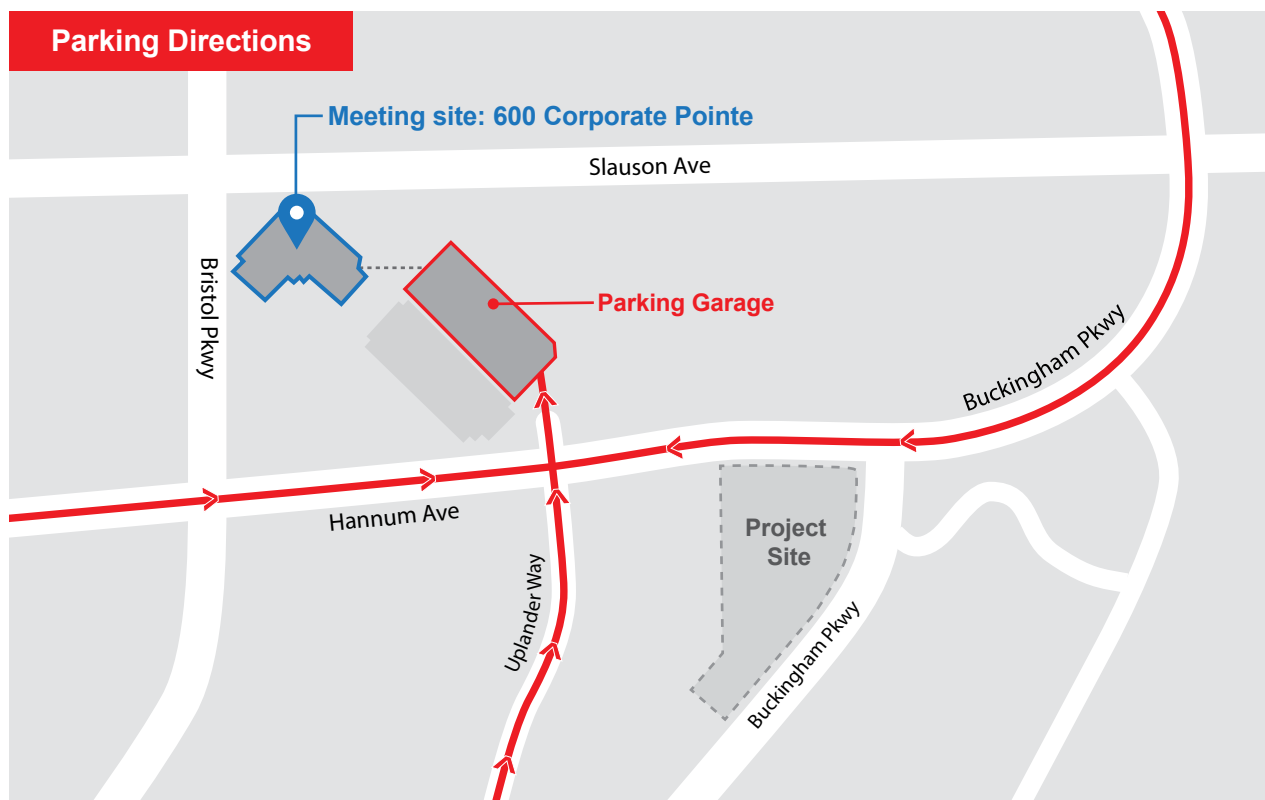 Parking Directions
Meeting site: 600 Corporate Pointe
Slauson Ave
Bristol Pkwy
Parking Garage
Buckingham Pkwy
Hannum Ave
Project
Site
Uplander Way
Buckingham Pkwy